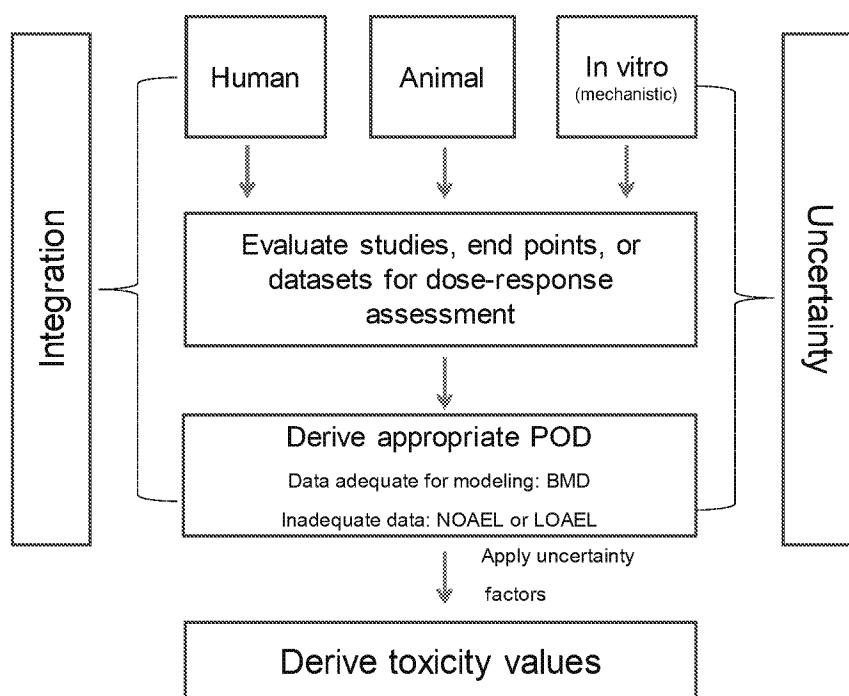 Integration
Human
Animal
In vitro
(mechanistic)
Uncertainty
Evaluate studies, end points, or
datasets for dose-response
assessment
Derive appropriate POD
Data adequate for modeling: BMD
Inadequate data: NOAEL or LOAEL
Apply uncertainty
factors
Derive toxicity values